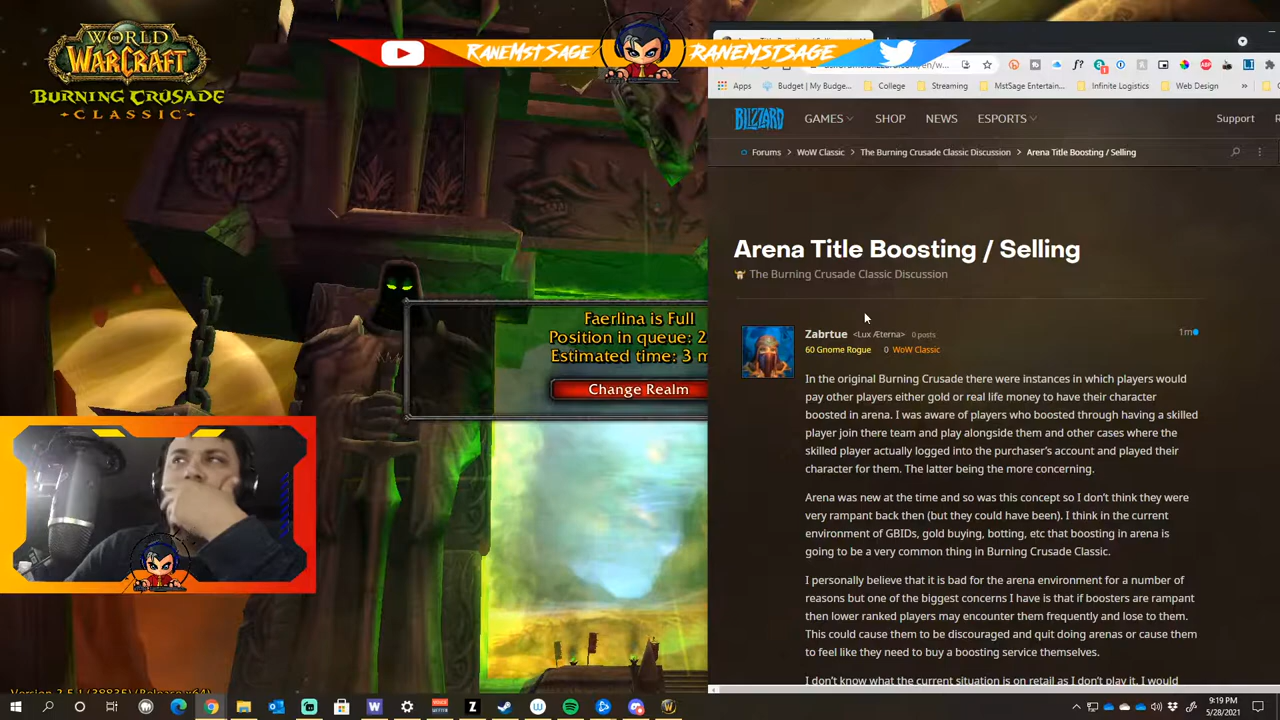 WORLD
OF
WARCRAFT
BURNING CRUSADE
CLASSIC
RANEMSTSAGE
RANEMSTSAGE
Apps
Budget | My Budge...
College
Streaming
MstSage Entertain...
Infinite Logistics
Web Design
»
BLIZZARD
GAMES
SHOP
NEWS
ESPORTS
Support
Forums > WoW Classic > The Burning Crusade Classic Discussion > Arena Title Boosting / Selling
Arena Title Boosting / Selling
The Burning Crusade Classic Discussion
Zabrtue <Lux Æterna> 0 posts
1m
60 Gnome Rogue 0 WoW Classic
In the original Burning Crusade there were instances in which players would
pay other players either gold or real life money to have their character
boosted in arena. I was aware of players who boosted through having a skilled
player join there team and play alongside them and other cases where the
skilled player actually logged into the purchaser's account and played their
character for them. The latter being the more concerning.
Arena was new at the time and so was this concept so I don't think they were
very rampant back then (but they could have been). I think in the current
environment of GBIDs, gold buying, botting, etc that boosting in arena is
going to be a very common thing in Burning Crusade Classic.
I personally believe that it is bad for the arena environment for a number of
reasons but one of the biggest concerns I have is that if boosters are rampant
then lower ranked players may encounter them frequently and lose to them.
This could cause them to be discouraged and quit doing arenas or cause them
to feel like they need to buy a boosting service themselves.
I don't know what the current situation is on retail as I don't play it. I would
Faerlina is Full
Position in queue: 2
Estimated time: 3 m
Change Realm
Version 2.5.1 (38835) (Release x64)
9:19 PM
5/28/2021